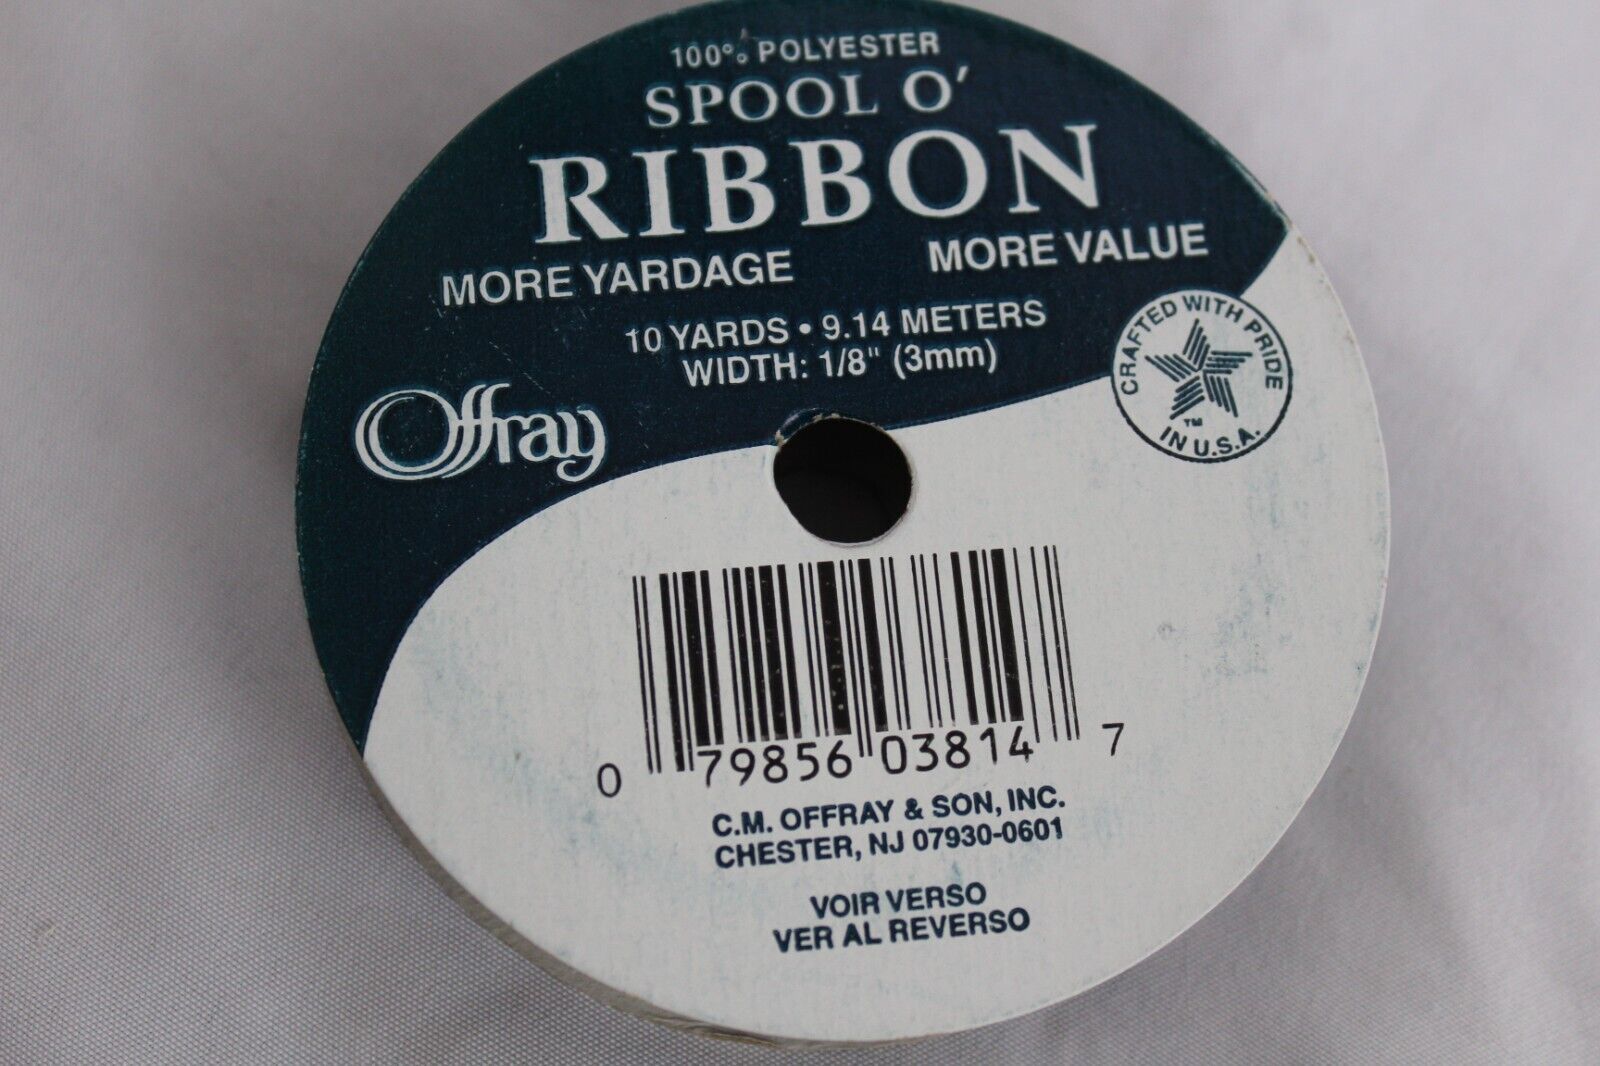 100% POLYESTER
SPOOL O'
RIBBON
MORE YARDAGE MORE VALUE
10 YARDS • 9.14 METERS
WIDTH: 1/8" (3mm)
Offray
CRAFTED WITH PRIDE
TM
IN U.S.A.
0 79856 03814 7
C.M. OFFRAY & SON, INC.
CHESTER, NJ 07930-0601
VOIR VERSO
VER AL REVERSO